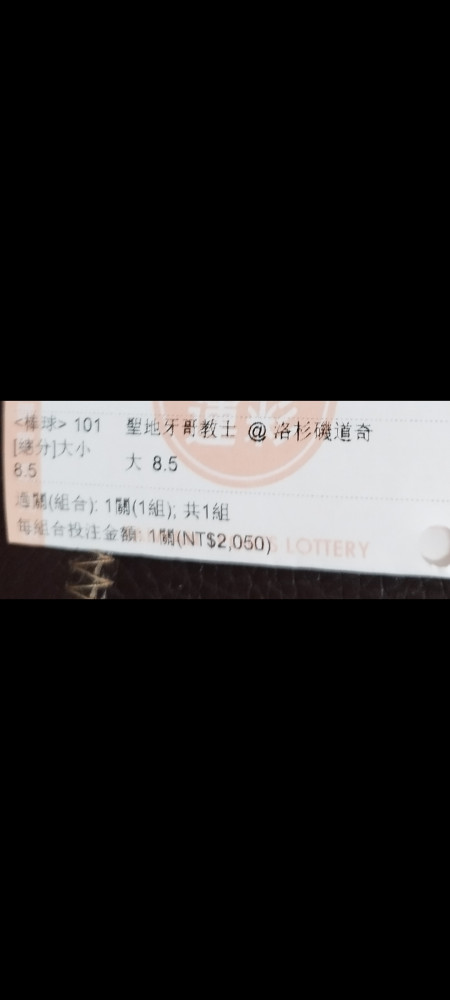 <棒球> 101 聖地牙哥教士 @ 洛杉磯道奇
[總分]大小
8.5 大 8.5
過關(組合): 1關(1組); 共1組
每組合投注金額: 1關(NT$2,050)
LOTTERY